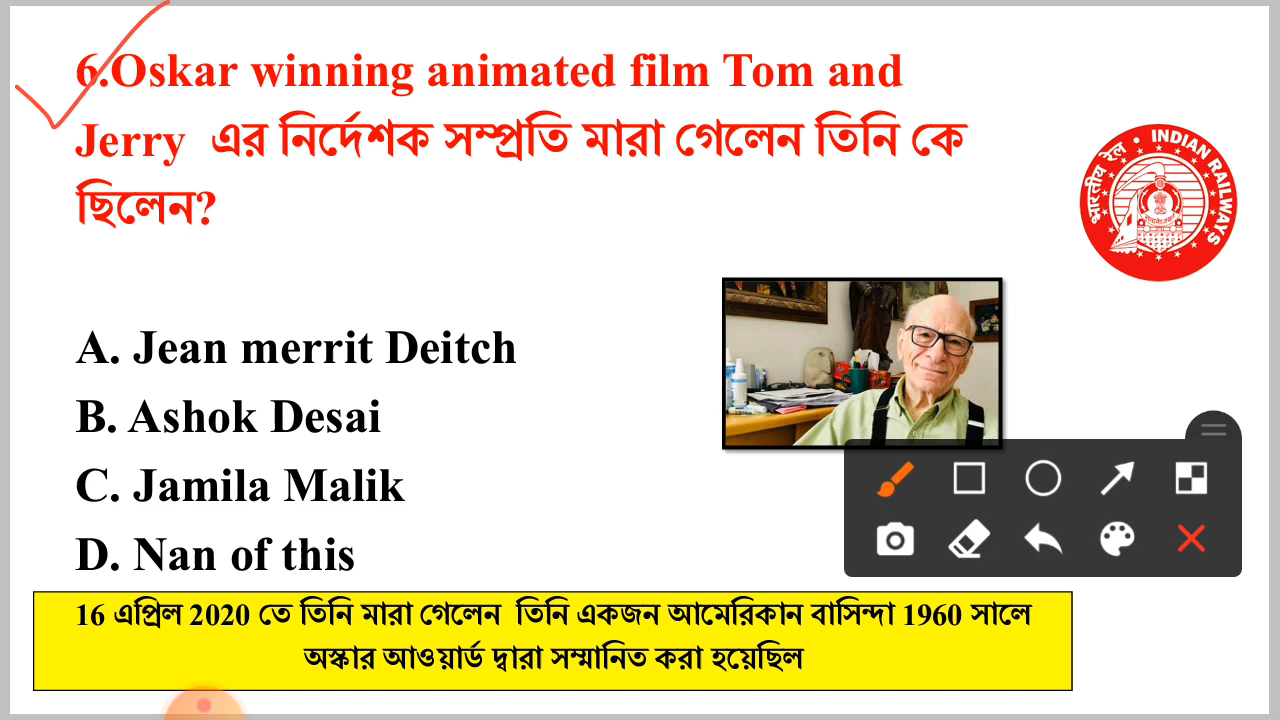 6.Oskar winning animated film Tom and
Jerry এর নির্দেশক সম্প্রতি মারা গেলেন তিনি কে
ছিলেন?
भारतीय रेल • INDIAN RAILWAYS
A. Jean merrit Deitch
B. Ashok Desai
C. Jamila Malik
D. Nan of this
16 এপ্রিল 2020 তে তিনি মারা গেলেন তিনি একজন আমেরিকান বাসিন্দা 1960 সালে
অস্কার আওয়ার্ড দ্বারা সম্মানিত করা হয়েছিল